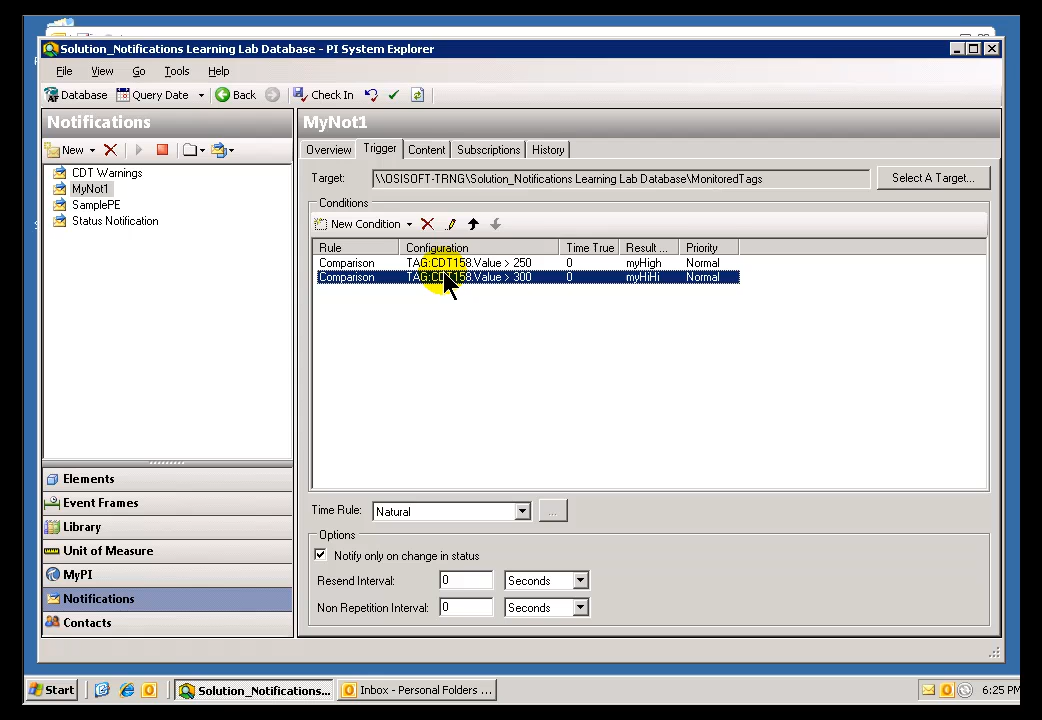 Solution_Notifications Learning Lab Database - PI System Explorer
File View Go Tools Help
Database Query Date Back Check In
Notifications
MyNot1
New
Overview Trigger Content Subscriptions History
CDT Warnings
MyNot1
SamplePE
Status Notification
Target: \\OSISOFT-TRNG\Solution_Notifications Learning Lab Database\MonitoredTags Select A Target...
Conditions
New Condition
Rule Configuration Time True Result ... Priority
Comparison TAG:CDT158.Value > 250 0 myHigh Normal
Comparison TAG:CDT158.Value > 300 0 myHiHi Normal
Elements
Event Frames
Library
Unit of Measure
MyPI
Notifications
Contacts
Time Rule: Natural ...
Options
Notify only on change in status
Resend Interval: 0 Seconds
Non Repetition Interval: 0 Seconds
Start Solution_Notifications... Inbox - Personal Folders ... 6:25 PM